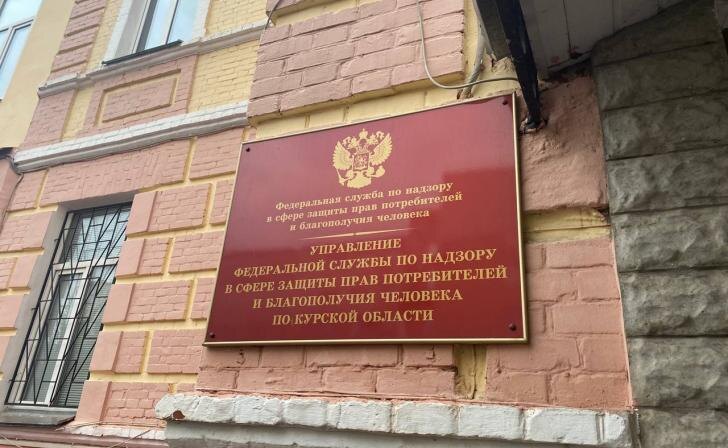 Федеральная служба по надзору
в сфере защиты прав потребителей
и благополучия человека
УПРАВЛЕНИЕ
ФЕДЕРАЛЬНОЙ СЛУЖБЫ ПО НАДЗОРУ
В СФЕРЕ ЗАЩИТЫ ПРАВ ПОТРЕБИТЕЛЕЙ
И БЛАГОПОЛУЧИЯ ЧЕЛОВЕКА
ПО КУРСКОЙ ОБЛАСТИ